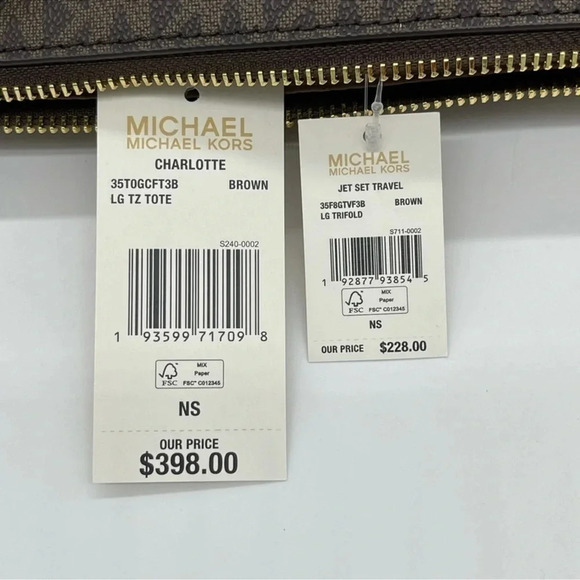 MICHAEL
MICHAEL KORS
CHARLOTTE
35T0GCFT3B BROWN
LG TZ TOTE
S240-0002
1 93599 71709 8
FSC
MIX
Paper
FSC® C012345
NS
OUR PRICE
$398.00
MICHAEL
MICHAEL KORS
JET SET TRAVEL
35F8GTVF3B BROWN
LG TRIFOLD
S711-0002
1 92877 93854 5
FSC
MIX
Paper
FSC® C012345
NS
OUR PRICE $228.00